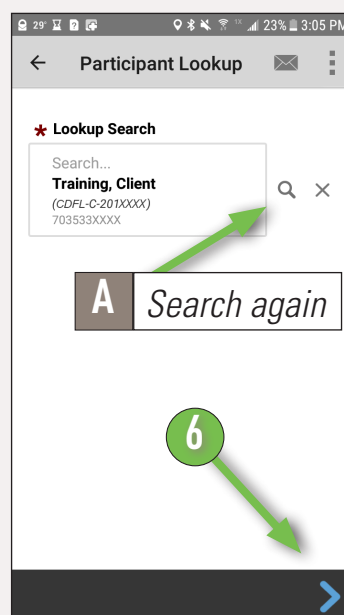 29° 23% 3:05 PM
Participant Lookup
* Lookup Search
Search...
Training, Client
(CDFL-C-201XXXX)
703533XXXX
A Search again
6